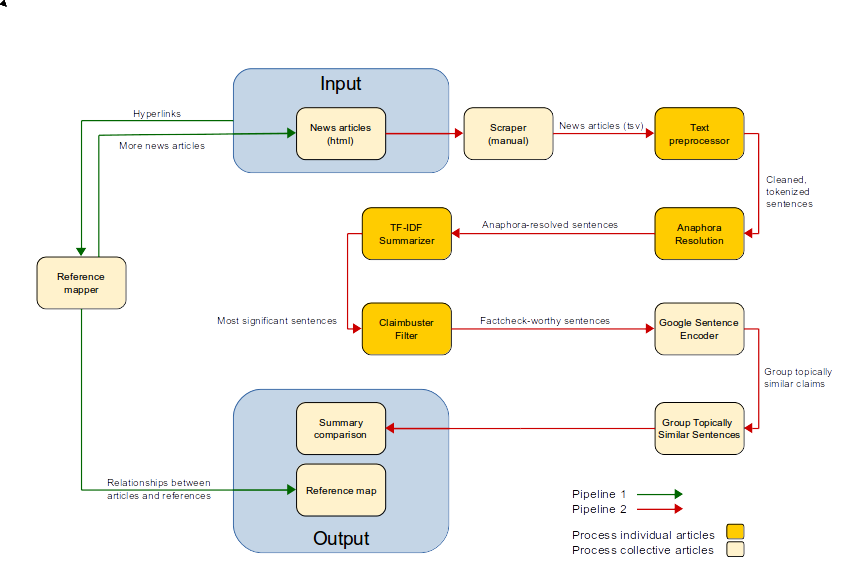 Input
Hyperlinks
More news articles
News articles
(html)
Scraper
(manual)
News articles (tsv)
Text
preprocessor
Cleaned,
tokenized
sentences
TF-IDF
Summarizer
Anaphora-resolved sentences
Anaphora
Resolution
Reference
mapper
Most significant sentences
Claimbuster
Filter
Factcheck-worthy sentences
Google Sentence
Encoder
Group topically
similar claims
Summary
comparison
Group Topically
Similar Sentences
Relationships between
articles and references
Reference map
Output
Pipeline 1
Pipeline 2
Process individual articles
Process collective articles